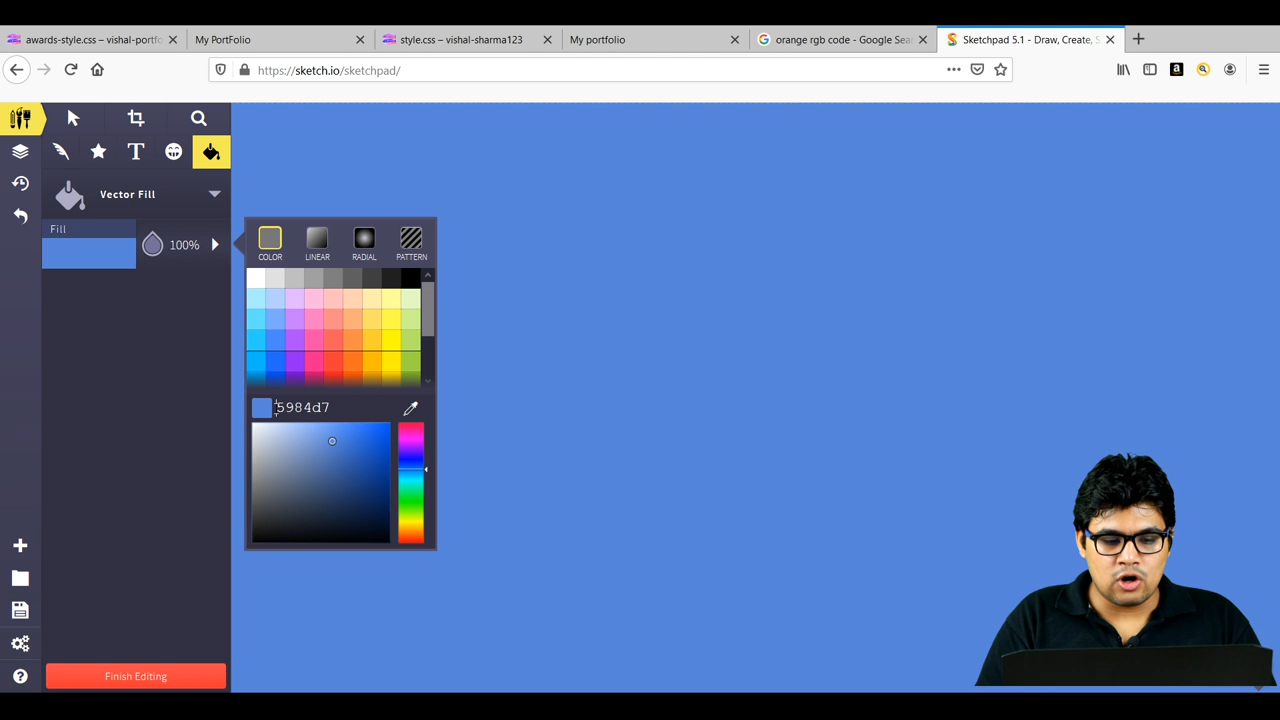 awards-style.css – vishal-portfo
My PortFolio
style.css – vishal-sharma123
My portfolio
orange rgb code - Google Sea
Sketchpad 5.1 - Draw, Create, S
https://sketch.io/sketchpad/
Vector Fill
Fill
100%
COLOR
LINEAR
RADIAL
PATTERN
5984d7
Finish Editing